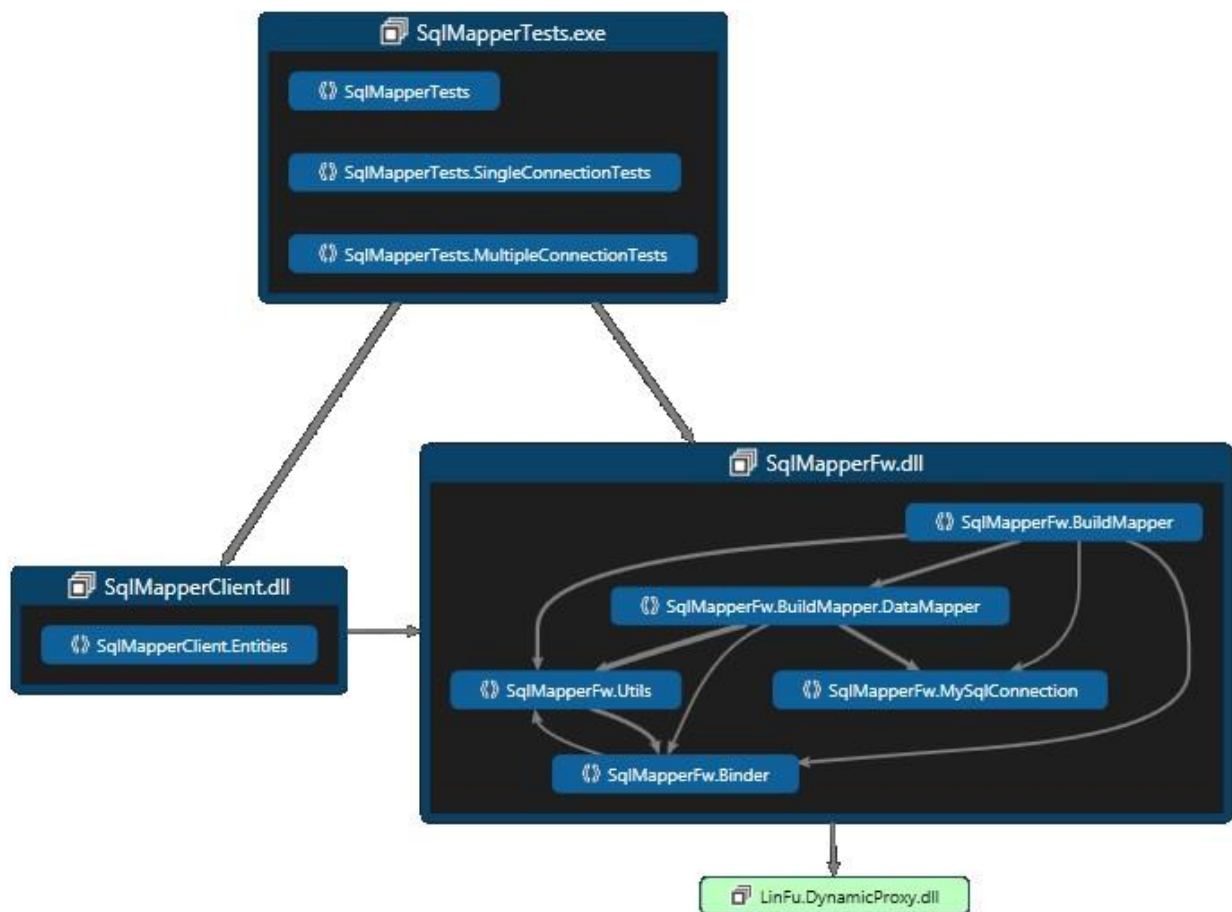 SqlMapperTests.exe
SqlMapperTests
SqlMapperTests.SingleConnectionTests
SqlMapperTests.MultipleConnectionTests
SqlMapperFw.dll
SqlMapperFw.BuildMapper
SqlMapperClient.dll
SqlMapperFw.BuildMapper.DataMapper
SqlMapperClient.Entities
SqlMapperFw.Utils
SqlMapperFw.MySqlConnection
SqlMapperFw.Binder
LinFu.DynamicProxy.dll